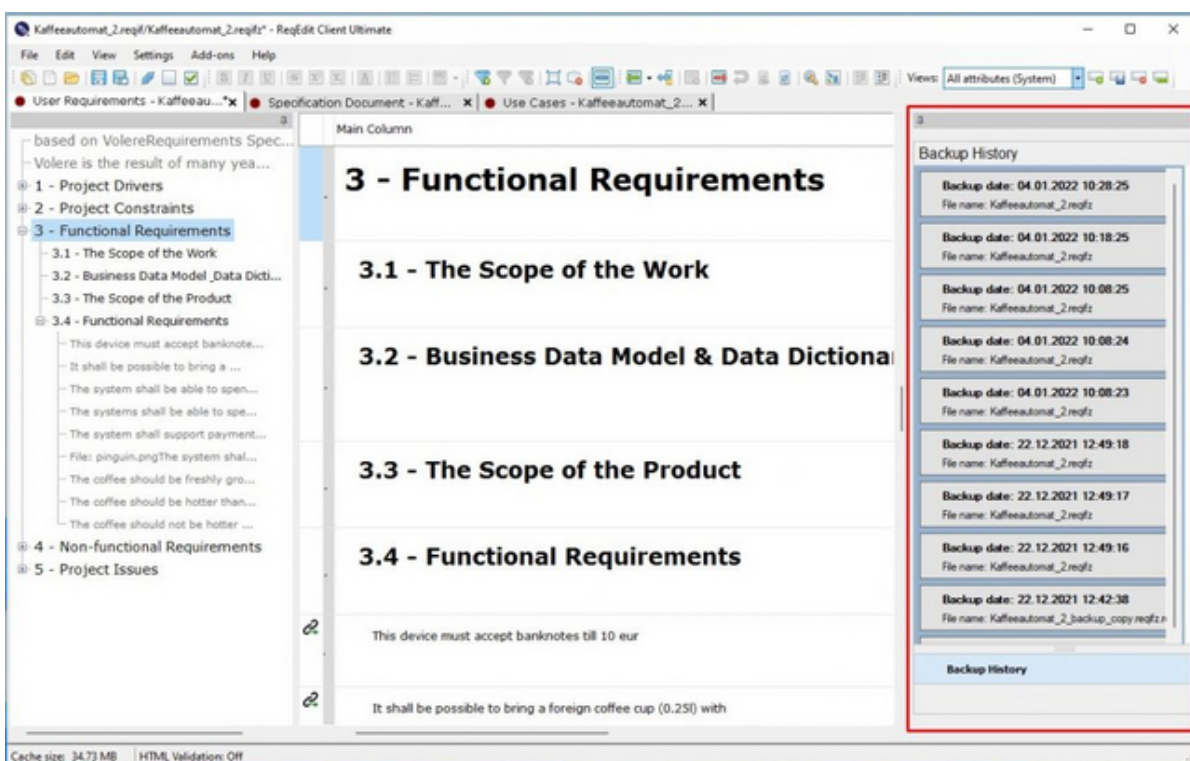 Kaffeeautomat_2.reqif/Kaffeeautomat_2.reqifz* - ReqEdit Client Ultimate
File Edit View Settings Add-ons Help
Views: All attributes (System)
User Requirements - Kaffeeau...*x Specification Document - Kaff... x Use Cases - Kaffeeautomat_2... x
based on VolereRequirements Spec...
Volere is the result of many yea...
1 - Project Drivers
2 - Project Constraints
3 - Functional Requirements
3.1 - The Scope of the Work
3.2 - Business Data Model _Data Dicti...
3.3 - The Scope of the Product
3.4 - Functional Requirements
This device must accept banknote...
It shall be possible to bring a ...
The system shall be able to spen...
The systems shall be able to spe...
The system shall support payment...
File: pinguin.pngThe system shal...
The coffee should be freshly gro...
The coffee should be hotter than...
The coffee should not be hotter ...
4 - Non-functional Requirements
5 - Project Issues
Main Column
3 - Functional Requirements
3.1 - The Scope of the Work
3.2 - Business Data Model & Data Dictiona
3.3 - The Scope of the Product
3.4 - Functional Requirements
This device must accept banknotes till 10 eur
It shall be possible to bring a foreign coffee cup (0.25l) with
Backup History
Backup date: 04.01.2022 10:28:25
File name: Kaffeeautomat_2.reqifz
Backup date: 04.01.2022 10:18:25
File name: Kaffeeautomat_2.reqifz
Backup date: 04.01.2022 10:08:25
File name: Kaffeeautomat_2.reqifz
Backup date: 04.01.2022 10:08:24
File name: Kaffeeautomat_2.reqifz
Backup date: 04.01.2022 10:08:23
File name: Kaffeeautomat_2.reqifz
Backup date: 22.12.2021 12:49:18
File name: Kaffeeautomat_2.reqifz
Backup date: 22.12.2021 12:49:17
File name: Kaffeeautomat_2.reqifz
Backup date: 22.12.2021 12:49:16
File name: Kaffeeautomat_2.reqifz
Backup date: 22.12.2021 12:42:38
File name: Kaffeeautomat_2_backup_copy.reqifz.r
Backup History
Cache size: 34.73 MB HTML Validation: Off